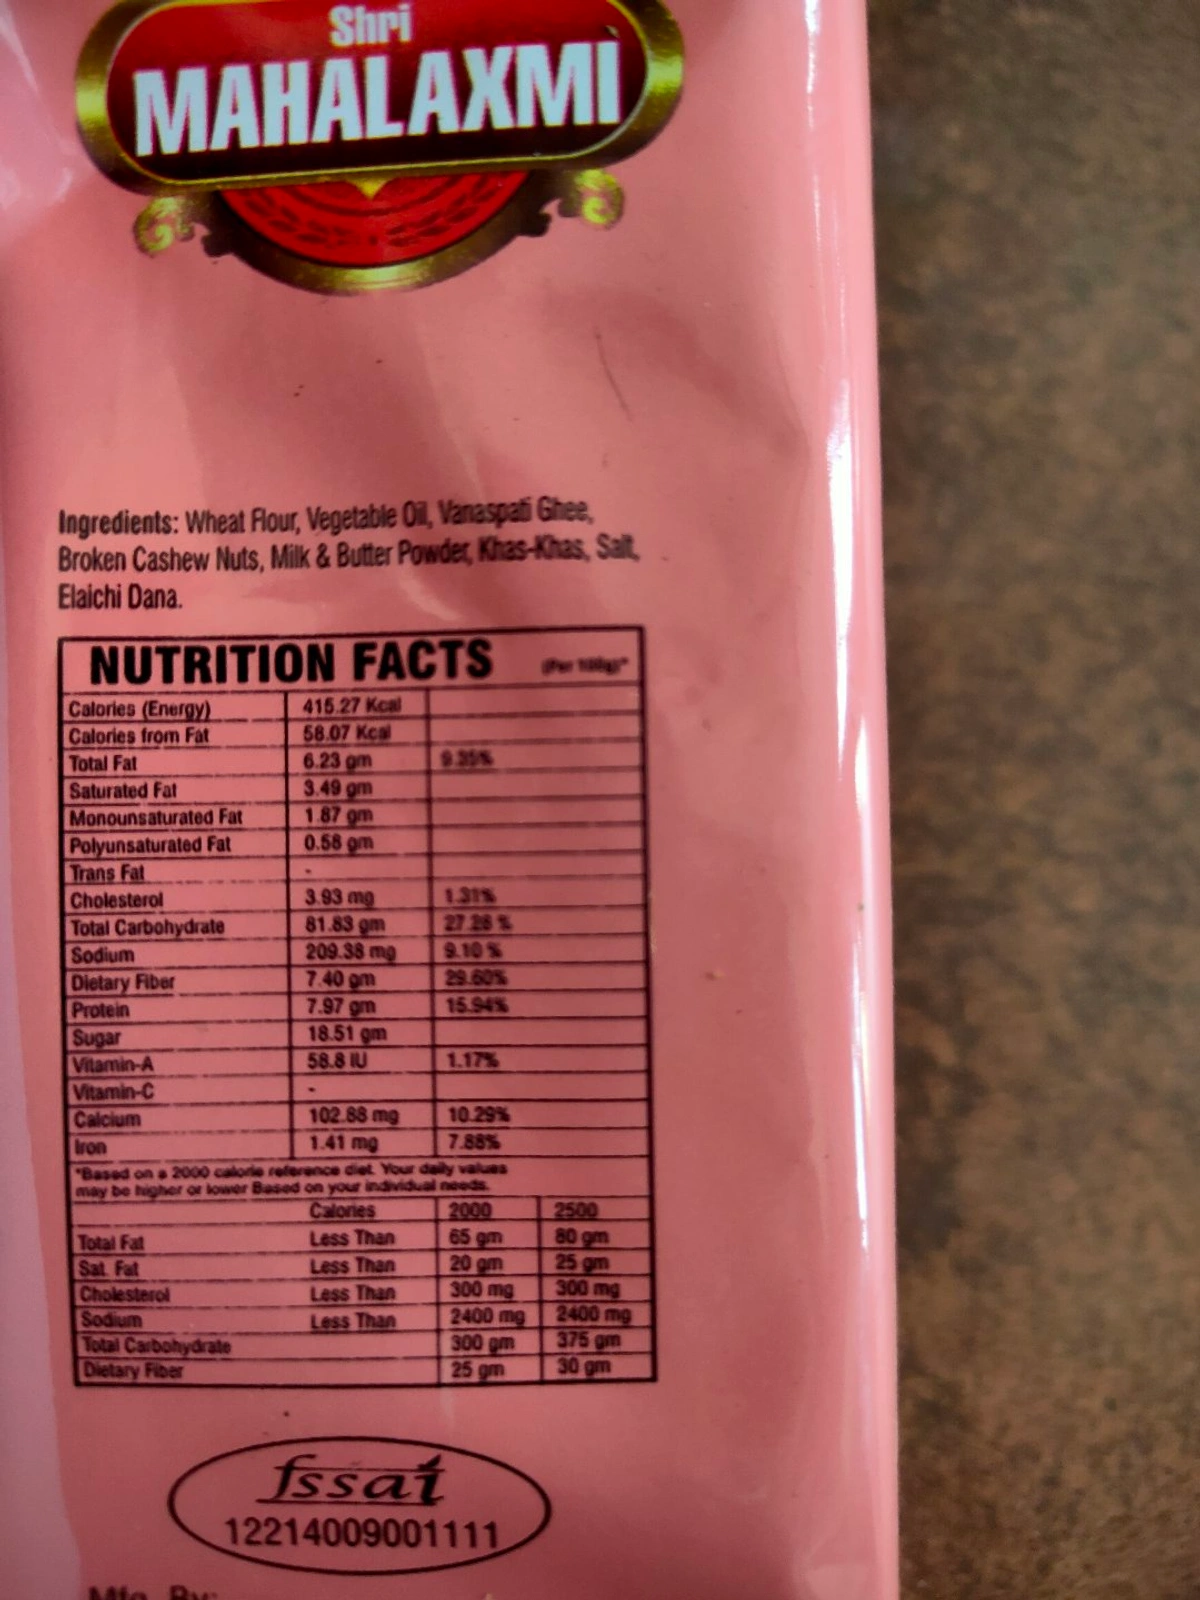 Shri
MAHALAXMI
Ingredients: Wheat Flour, Vegetable Oil, Vanaspati Ghee,
Broken Cashew Nuts, Milk & Butter Powder, Khas-Khas, Salt,
Elaichi Dana.
NUTRITION FACTS (Per 100g)*
Calories (Energy) 415.27 Kcal
Calories from Fat 58.07 Kcal
Total Fat 6.23 gm 9.35%
Saturated Fat 3.49 gm
Monounsaturated Fat 1.87 gm
Polyunsaturated Fat 0.58 gm
Trans Fat -
Cholesterol 3.93 mg 1.31%
Total Carbohydrate 81.83 gm 27.28 %
Sodium 209.38 mg 9.10 %
Dietary Fiber 7.40 gm 29.60%
Protein 7.97 gm 15.94%
Sugar 18.51 gm
Vitamin-A 58.8 IU 1.17%
Vitamin-C -
Calcium 102.88 mg 10.29%
Iron 1.41 mg 7.88%
*Based on a 2000 calorie reference diet. Your daily values
may be higher or lower Based on your individual needs.
Calories 2000 2500
Total Fat Less Than 65 gm 80 gm
Sat. Fat Less Than 20 gm 25 gm
Cholesterol Less Than 300 mg 300 mg
Sodium Less Than 2400 mg 2400 mg
Total Carbohydrate 300 gm 375 gm
Dietary Fiber 25 gm 30 gm
fssai
12214009001111
Mfg. By: